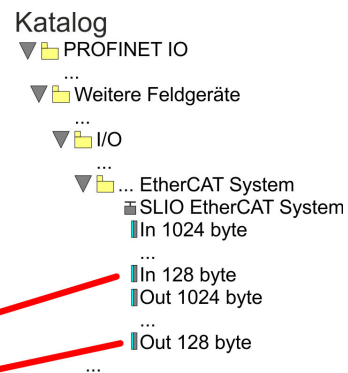 Katalog
PROFINET IO
...
Weitere Feldgeräte
...
I/O
...
... EtherCAT System
SLIO EtherCAT System
In 1024 byte
...
In 128 byte
Out 1024 byte
...
Out 128 byte
...